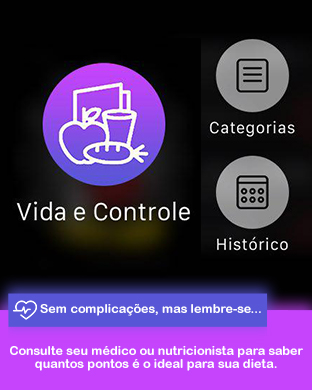 Categorias
Vida e Controle
Histórico
Sem complicações, mas lembre-se...
Consulte seu médico ou nutricionista para saber
quantos pontos é o ideal para sua dieta.